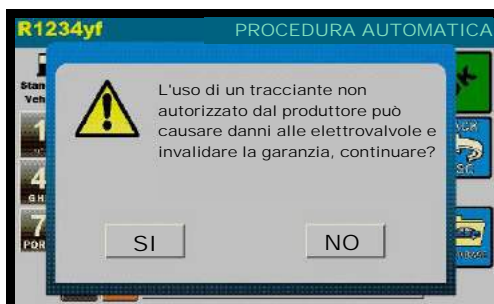 R1234yf PROCEDURA AUTOMATICA
L'uso di un tracciante non
autorizzato dal produttore può
causare danni alle elettrovalvole e
invalidare la garanzia, continuare?
SI NO